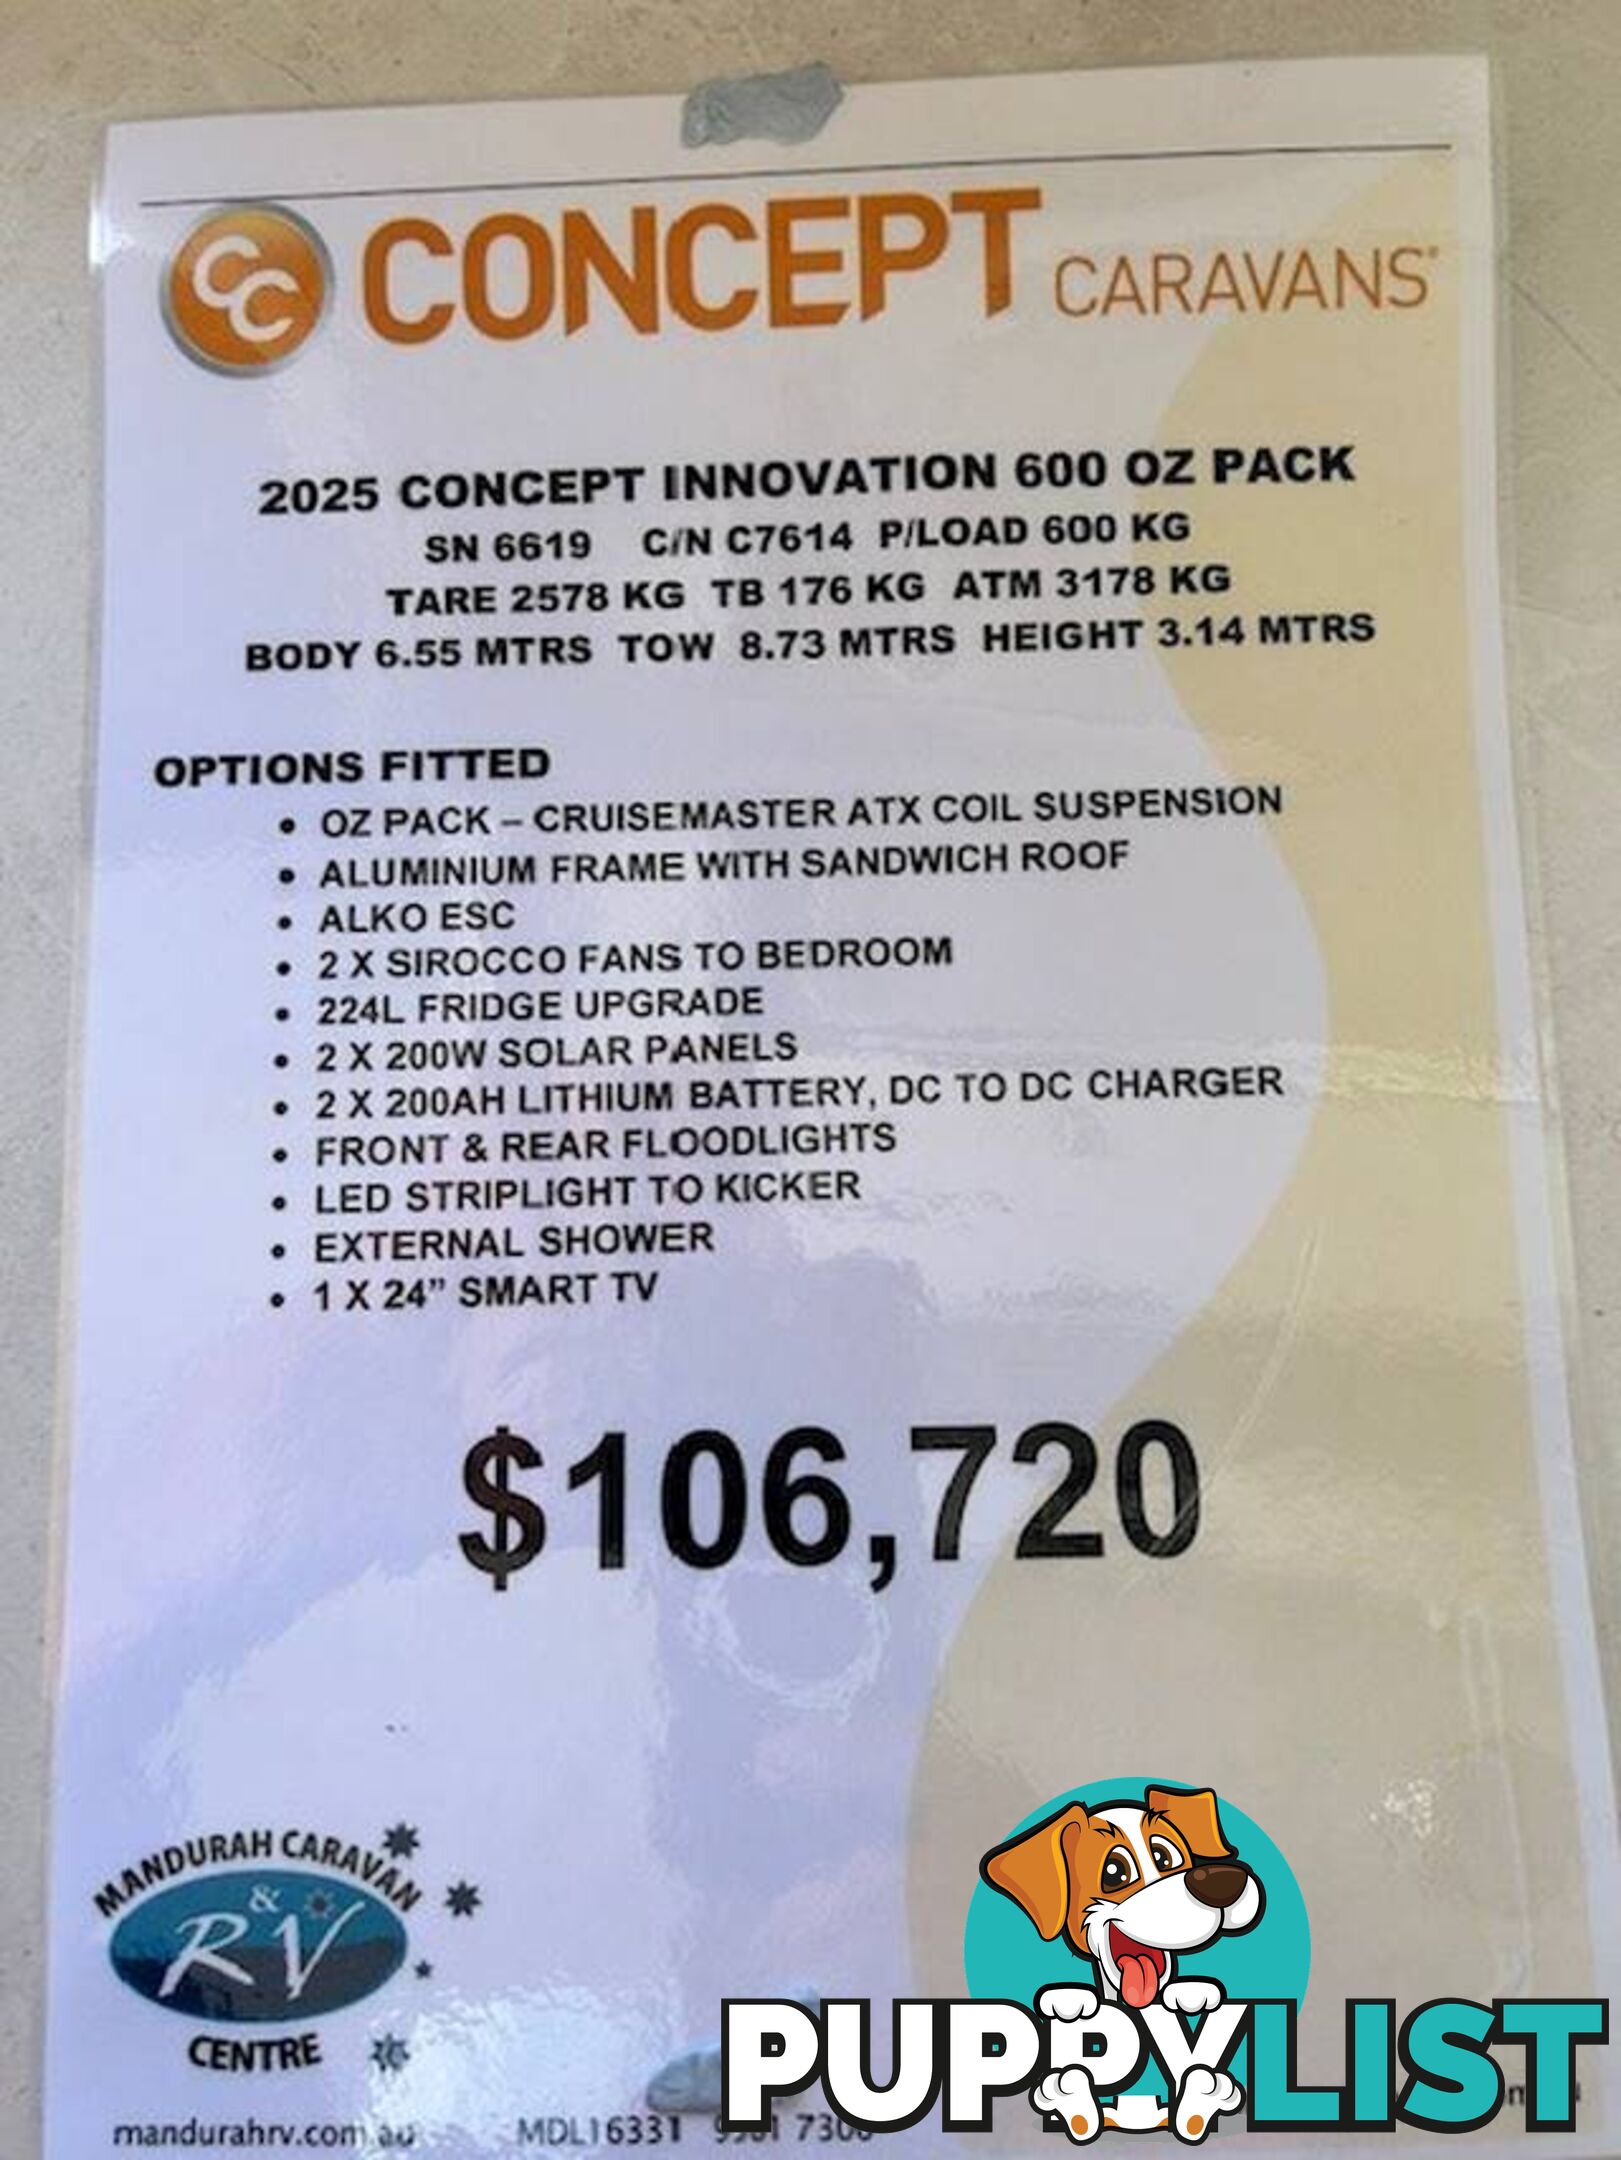 CC CONCEPT CARAVANS
2025 CONCEPT INNOVATION 600 OZ PACK
SN 6619 C/N C7614 P/LOAD 600 KG
TARE 2578 KG TB 176 KG ATM 3178 KG
BODY 6.55 MTRS TOW 8.73 MTRS HEIGHT 3.14 MTRS
OPTIONS FITTED
• OZ PACK – CRUISEMASTER ATX COIL SUSPENSION
• ALUMINIUM FRAME WITH SANDWICH ROOF
• ALKO ESC
• 2 X SIROCCO FANS TO BEDROOM
• 224L FRIDGE UPGRADE
• 2 X 200W SOLAR PANELS
• 2 X 200AH LITHIUM BATTERY, DC TO DC CHARGER
• FRONT & REAR FLOODLIGHTS
• LED STRIPLIGHT TO KICKER
• EXTERNAL SHOWER
• 1 X 24” SMART TV
$106,720
MANDURAH CARAVAN
& RV
CENTRE
PUPPYLIST
mandurahrv.com.au MDL16331